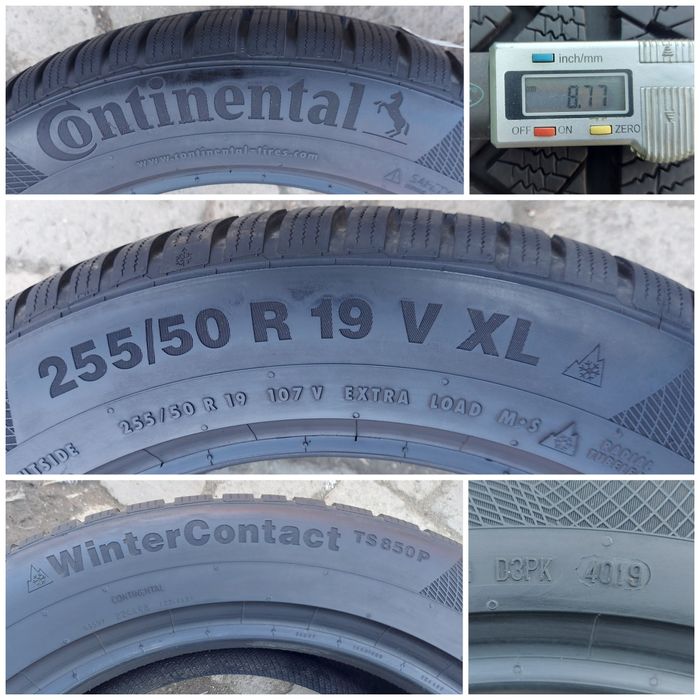 Continental
www.continental-tires.com
inch/mm
8.77
OFF ON ZERO
255/50 R 19 V XL
255/50 R 19 107 V EXTRA LOAD M·S
WinterContact TS850P
CONTINENTAL
D3PK 4019